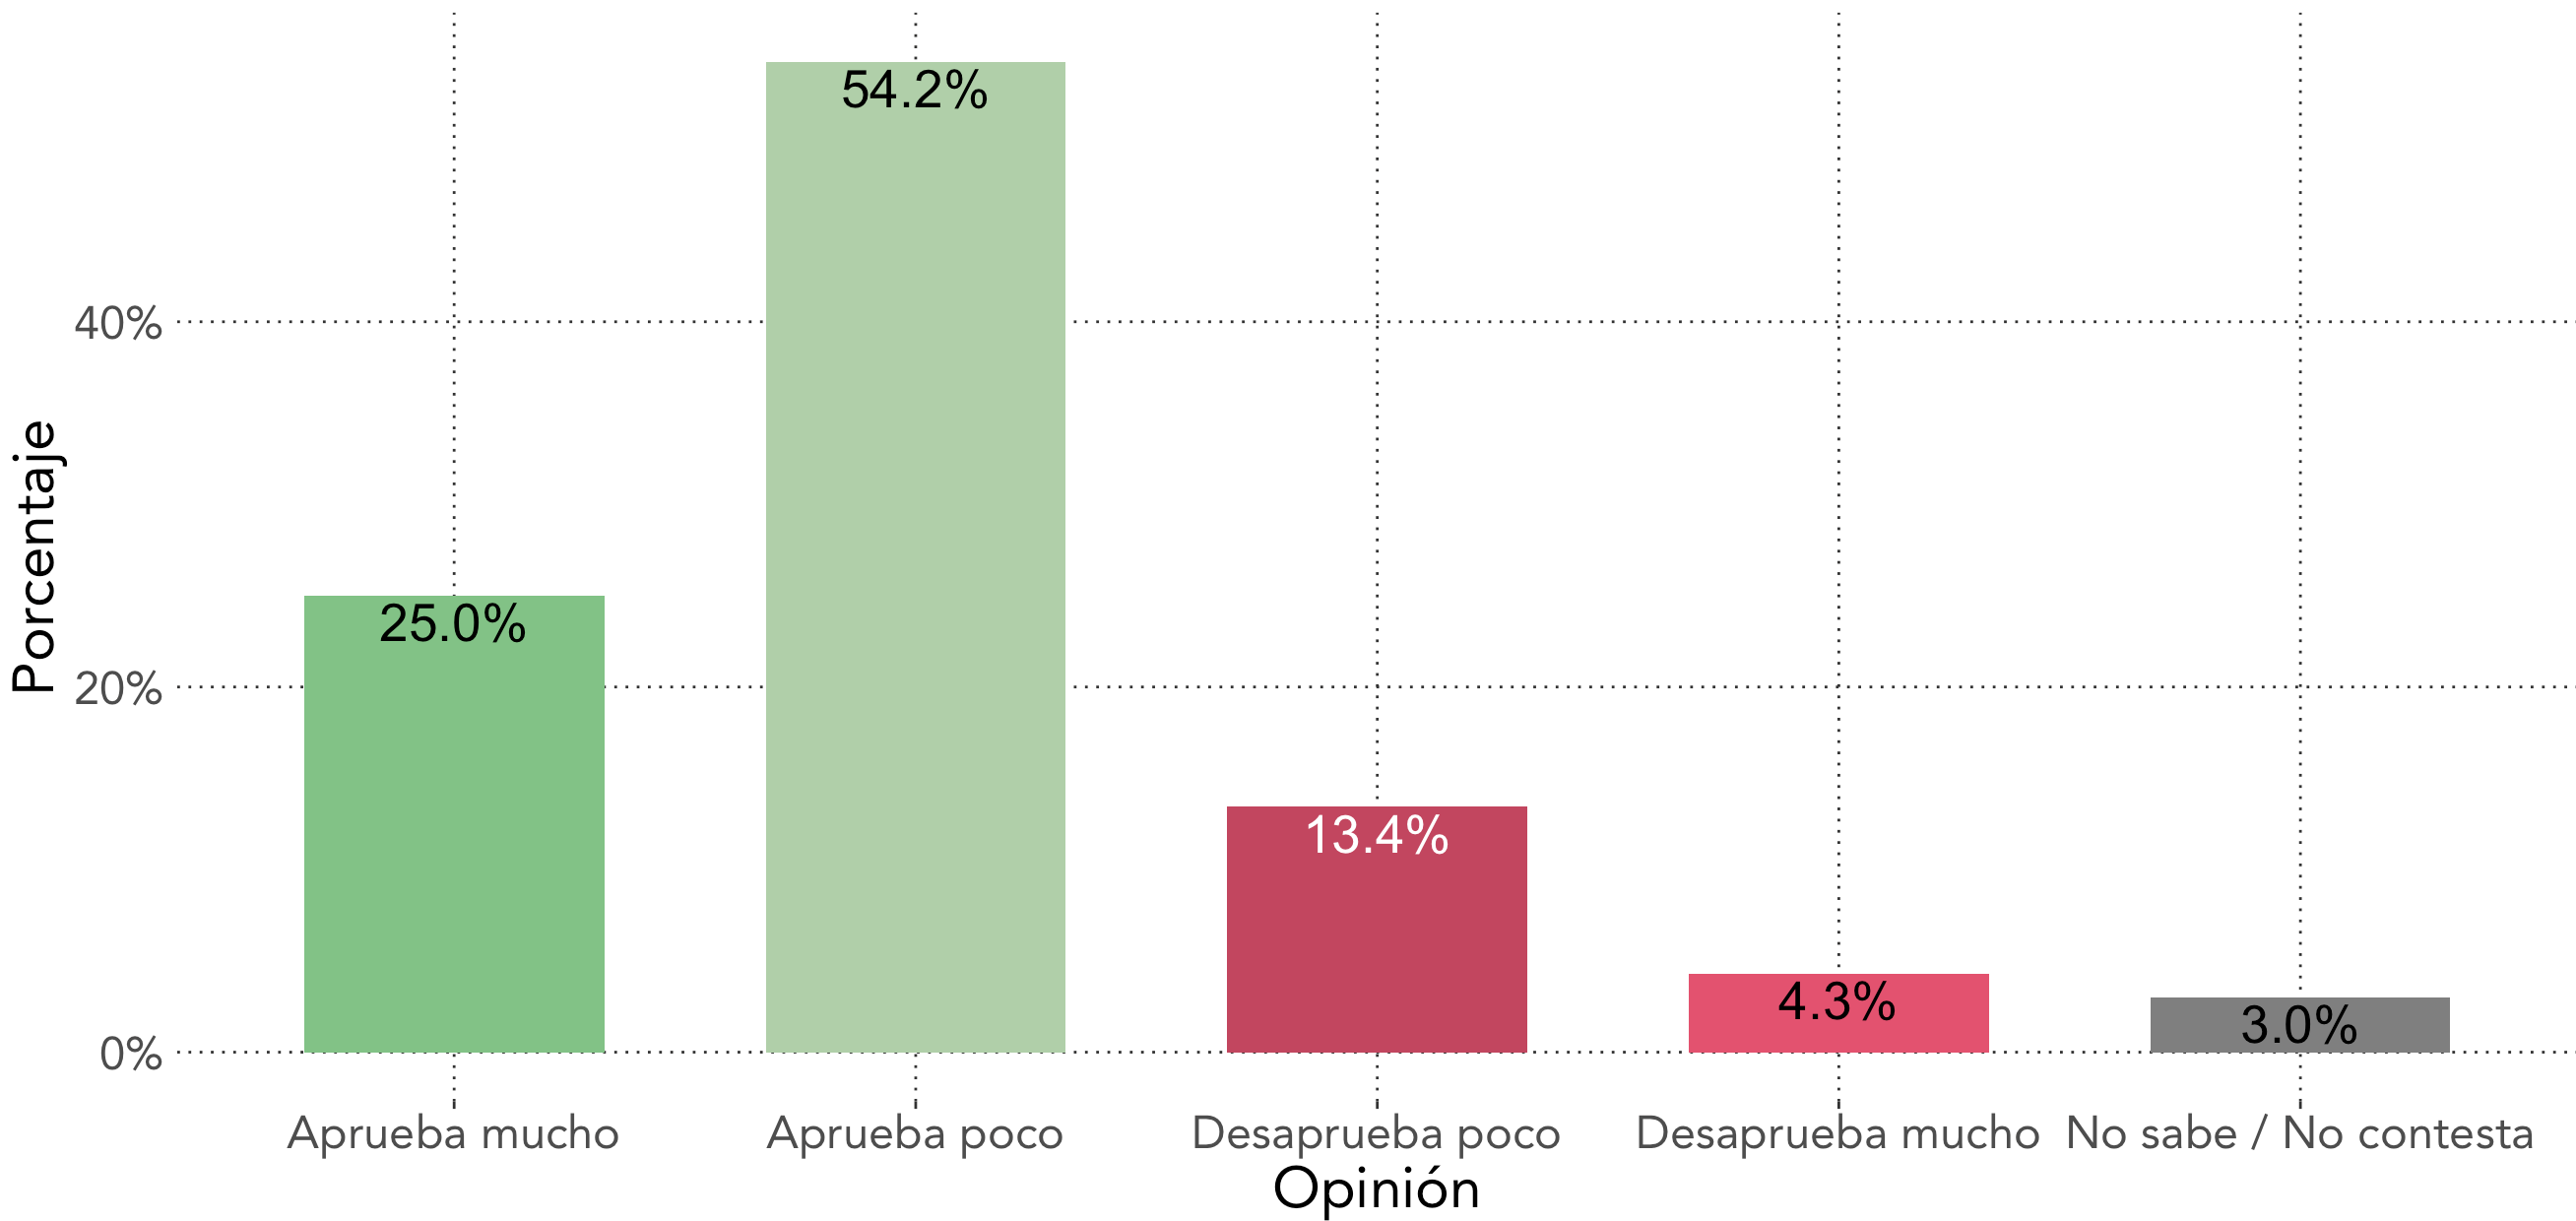 54.2%
40%
25.0%
20%
13.4%
4.3%
3.0%
0%
Porcentaje
Aprueba mucho
Aprueba poco
Desaprueba poco
Desaprueba mucho
No sabe / No contesta
Opinión